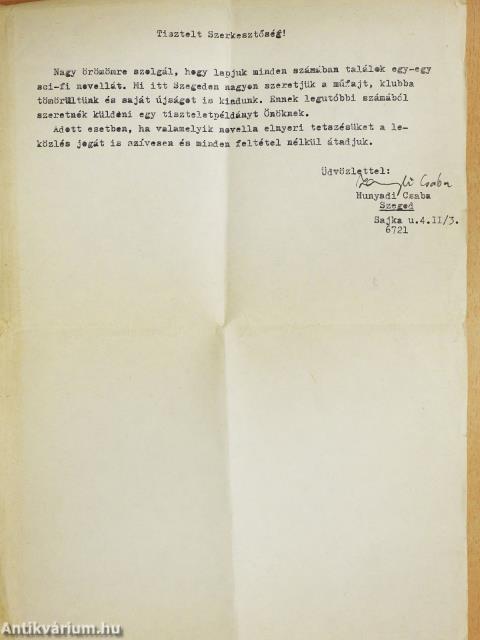 Tisztelt Szerkesztőség!
Nagy örömömre szolgál, hogy lapjuk minden számában találok egy-egy
sci-fi novellát. Mi itt Szegeden nagyon szeretjük a műfajt, klubba
tömörültünk és saját újságot is kiadunk. Ennek legutóbbi számából
szeretnék küldeni egy tiszteletpéldányt Önöknek.
Adott esetben, ha valamelyik novella elnyeri tetszésüket a le-
közlés jogát is szívesen és minden feltétel nélkül átadjuk.
Üdvözlettel:
Csaba
Hunyadi Csaba
Szeged
Sajka u.4.II/3.
6721
Antikvárium.hu